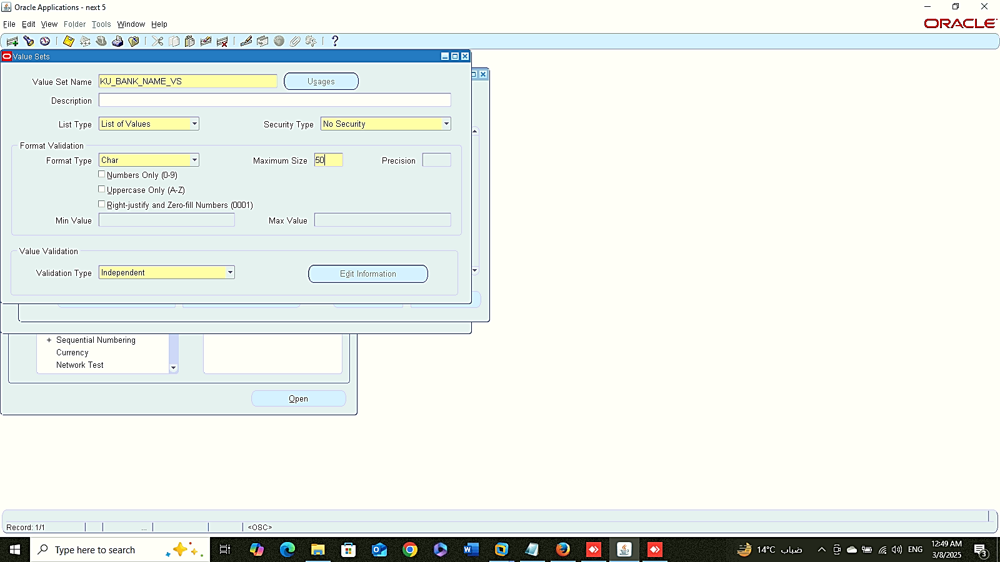 Oracle Applications - next 5
File Edit View Folder Tools Window Help
ORACLE
Value Sets
Value Set Name KU_BANK_NAME_VS Usages
Description
List Type List of Values Security Type No Security
Format Validation
Format Type Char Maximum Size 50 Precision
Numbers Only (0-9)
Uppercase Only (A-Z)
Right-justify and Zero-fill Numbers (0001)
Min Value Max Value
Value Validation
Validation Type Independent Edit Information
+ Sequential Numbering
Currency
Network Test
Open
Record: 1/1 ... <OSC>
Type here to search 14°C ضباب ENG 12:49 AM
3/8/2025 3